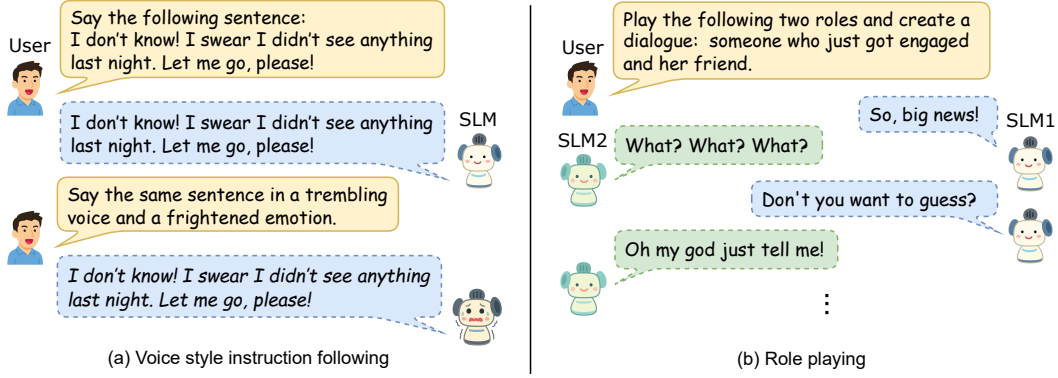 User
Say the following sentence:
I don't know! I swear I didn't see anything
last night. Let me go, please!
SLM
I don't know! I swear I didn't see anything
last night. Let me go, please!
Say the same sentence in a trembling
voice and a frightened emotion.
I don't know! I swear I didn't see anything
last night. Let me go, please!
(a) Voice style instruction following
User
Play the following two roles and create a
dialogue: someone who just got engaged
and her friend.
SLM1
So, big news!
SLM2
What? What? What?
Don't you want to guess?
Oh my god just tell me!
⋮
(b) Role playing